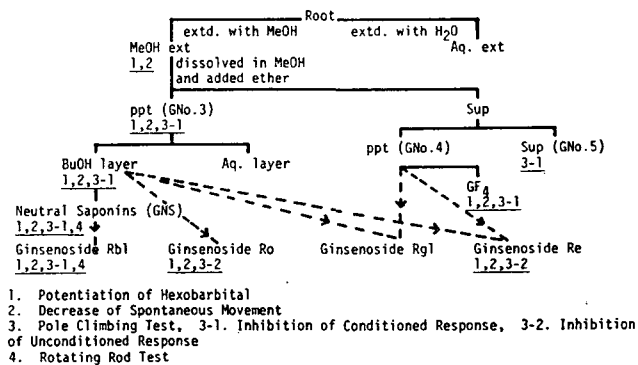 Root
extd. with MeOH extd. with H2O
MeOH ext Aq. ext
1,2 dissolved in MeOH
and added ether
ppt (GNo.3) Sup
1,2,3-1
ppt (GNo.4) Sup (GNo.5)
3-1
BuOH layer Aq. layer
1,2,3-1
GF4
1,2,3-1
Neutral Saponins (GNS)
1,2,3-1,4
Ginsenoside Rb1 Ginsenoside Ro Ginsenoside Rg1 Ginsenoside Re
1,2,3-1,4 1,2,3-2 1,2,3-2
1. Potentiation of Hexobarbital
2. Decrease of Spontaneous Movement
3. Pole Climbing Test, 3-1. Inhibition of Conditioned Response, 3-2. Inhibition
of Unconditioned Response
4. Rotating Rod Test